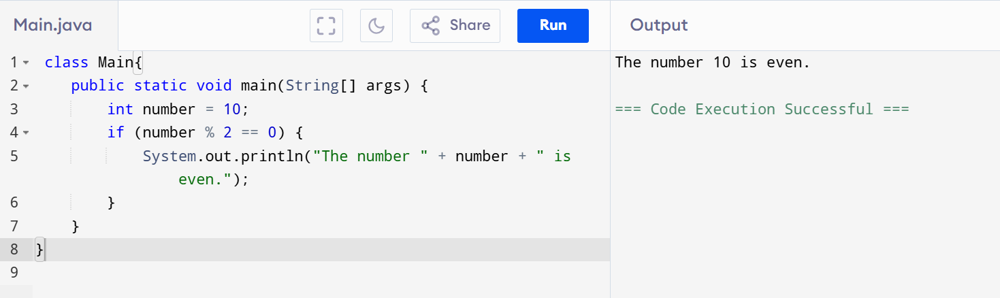 Main.java
Share
Run
Output
1 class Main{
2 public static void main(String[] args) {
3 int number = 10;
4 if (number % 2 == 0) {
5 System.out.println("The number " + number + " is
even.");
6 }
7 }
8 }
9
The number 10 is even.
=== Code Execution Successful ===